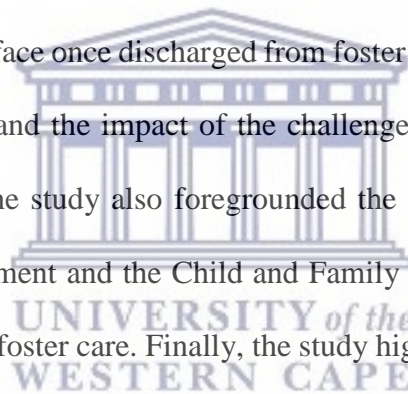 face once discharged from foster
and the impact of the challenge
ne study also foregrounded the
ment and the Child and Family
UNIVERSITY of the
foster care. Finally, the study hig
WESTERN CAPE